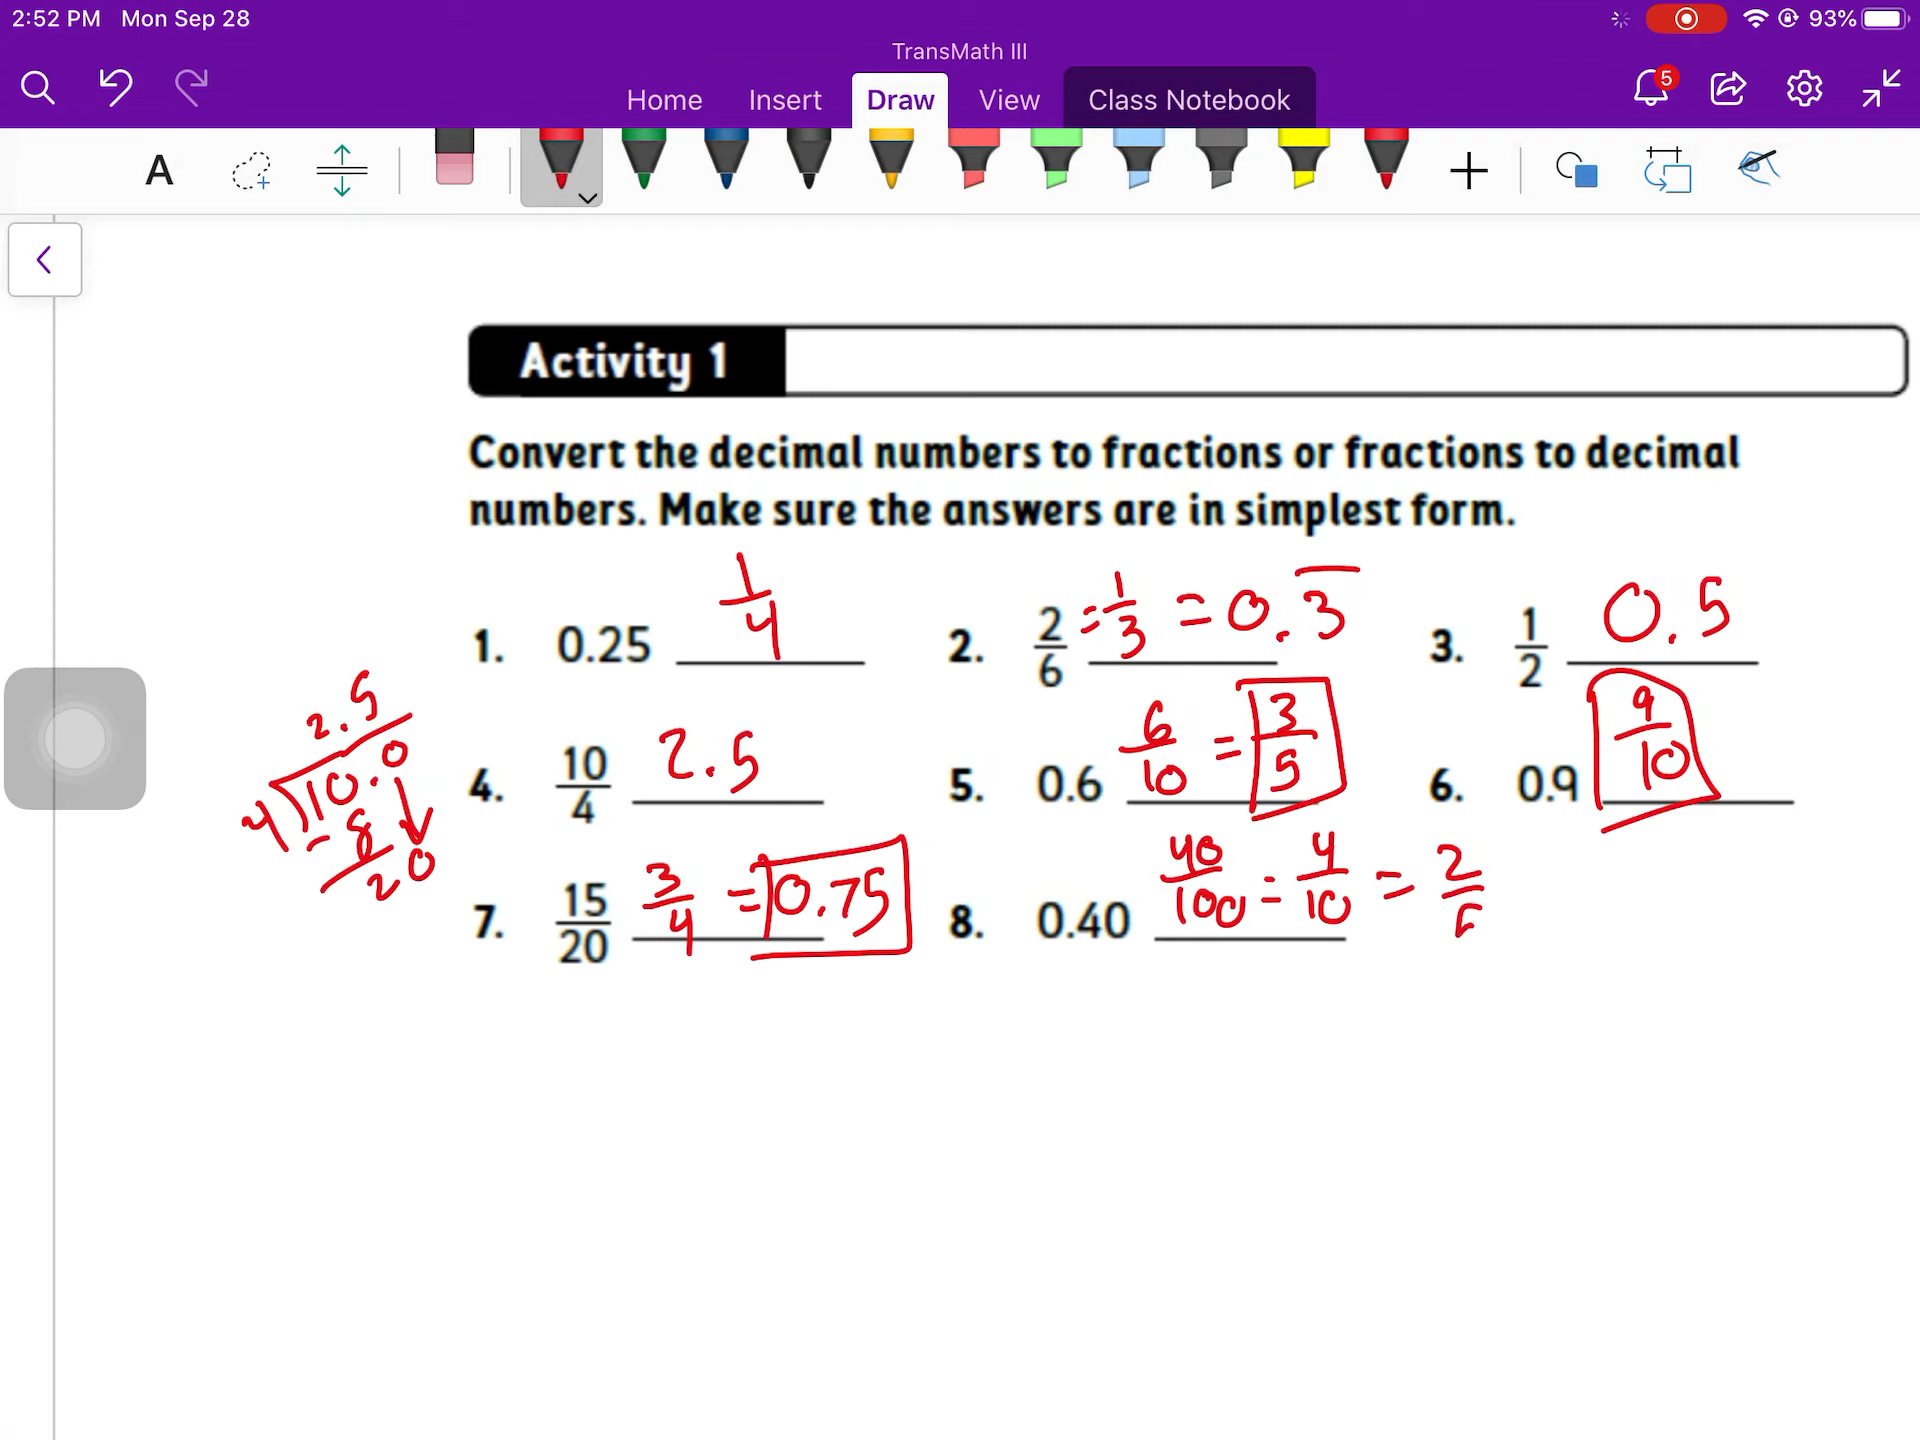 2:52 PM Mon Sep 28 93%
TransMath III
Home Insert Draw View Class Notebook 5
A
Activity 1
Convert the decimal numbers to fractions or fractions to decimal
numbers. Make sure the answers are in simplest form.
1. 0.25 1/4
2. 2/6 = 1/3 = 0.3̅
3. 1/2 0.5
4. 10/4 2.5
2.5
4)10.0
- 8
20
5. 0.6 6/10 = 3/5
6. 0.9 9/10
7. 15/20 3/4 = 0.75
8. 0.40 40/100 = 4/10 = 2/